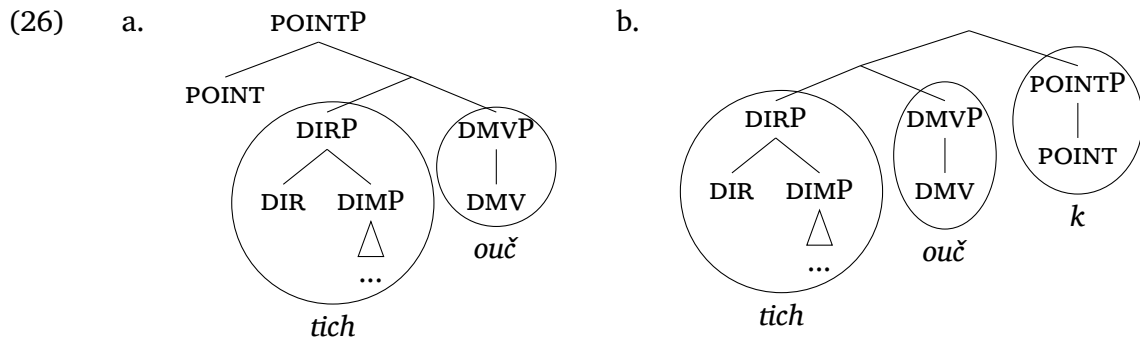 (26) a. POINTP b.
POINT POINTP
DIRP DMVP DIRP DMVP POINT
DIR DIMP DMV DIR DIMP DMV k
ouč ouč
... ...
tich tich